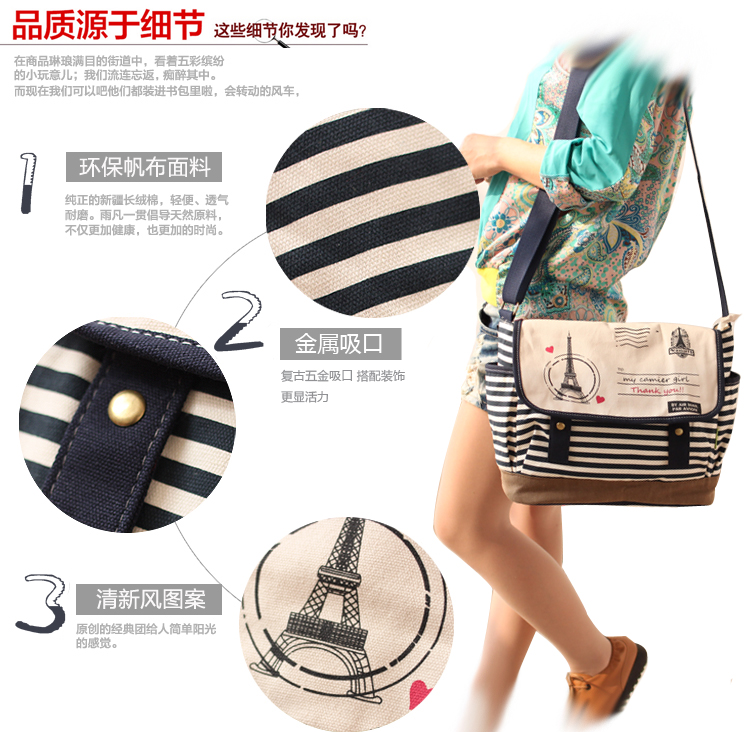 品质源于细节 这些细节你发现了吗?
在商品琳琅满目的街道中，看着五彩缤纷
的小玩意儿；我们流连忘返，痴醉其中。
而现在我们可以吧他们都装进书包里啦，会转动的风车，
1 环保帆布面料
纯正的新疆长绒棉，轻便、透气
耐磨。雨凡一贯倡导天然原料，
不仅更加健康，也更加的时尚。
2 金属吸口
复古五金吸口 搭配装饰
更显活力
3 清新风图案
原创的经典团给人简单阳光
的感觉。
my camier girl
Thank you!!
BY AIR MAIL
PAR AVION